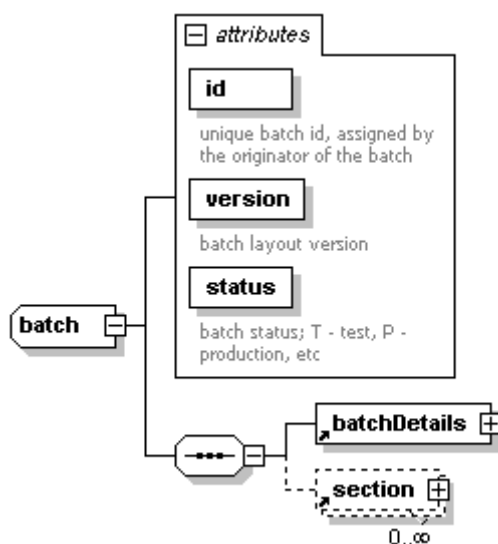 attributes
id
unique batch id, assigned by
the originator of the batch
version
batch layout version
status
batch status; T - test, P -
production, etc
batch
batchDetails
section
0..∞